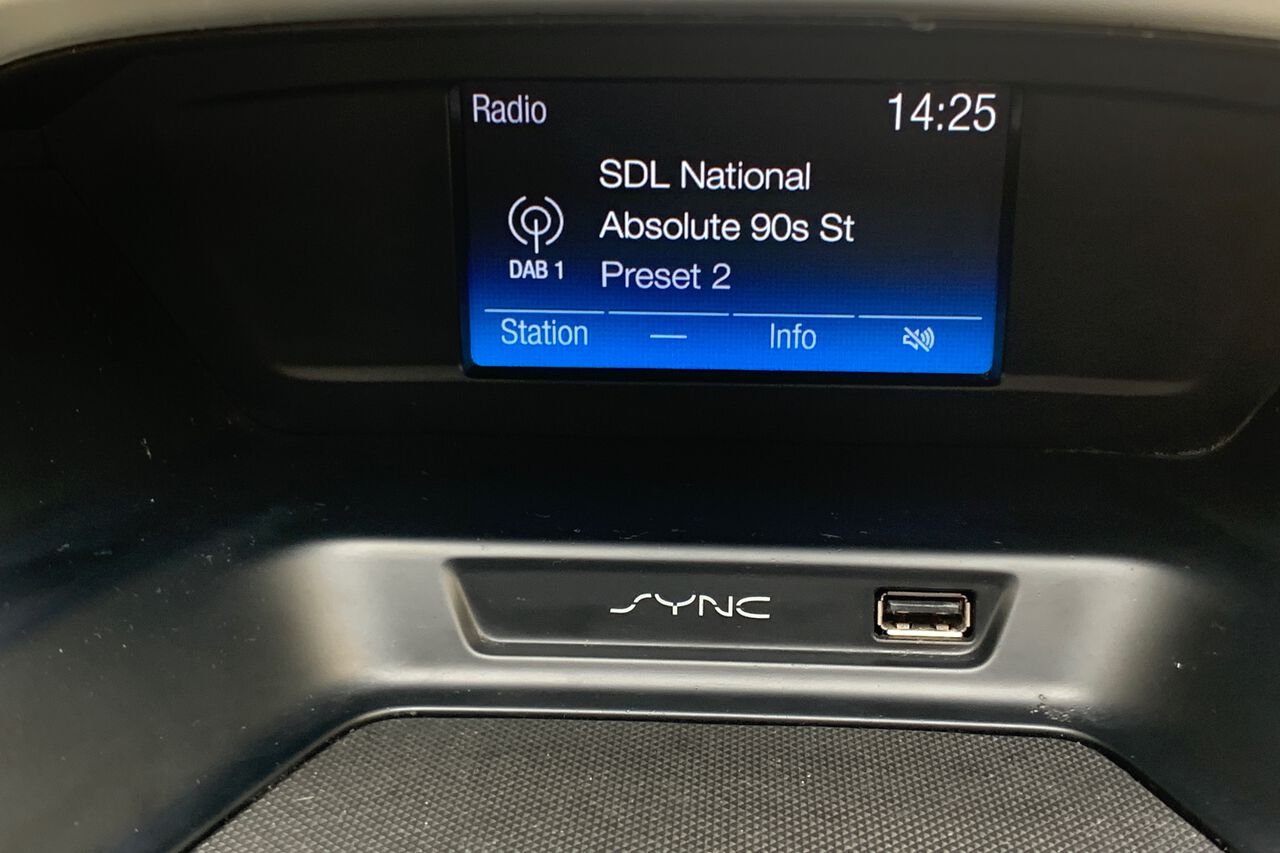 Radio 14:25
SDL National
Absolute 90s St
DAB 1 Preset 2
Station — Info
SYNC